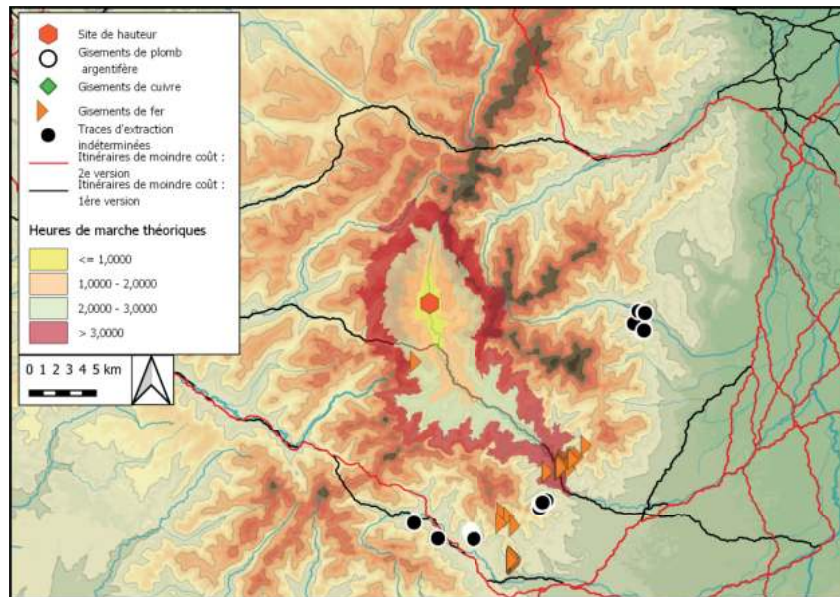 Site de hauteur
Gisements de plomb
argentifère
Gisements de cuivre
Gisements de fer
Traces d'extraction
indéterminées
Itinéraires de moindre coût :
2e version
Itinéraires de moindre coût :
1ère version
Heures de marche théoriques
<= 1,0000
1,0000 - 2,0000
2,0000 - 3,0000
> 3,0000
0 1 2 3 4 5 km